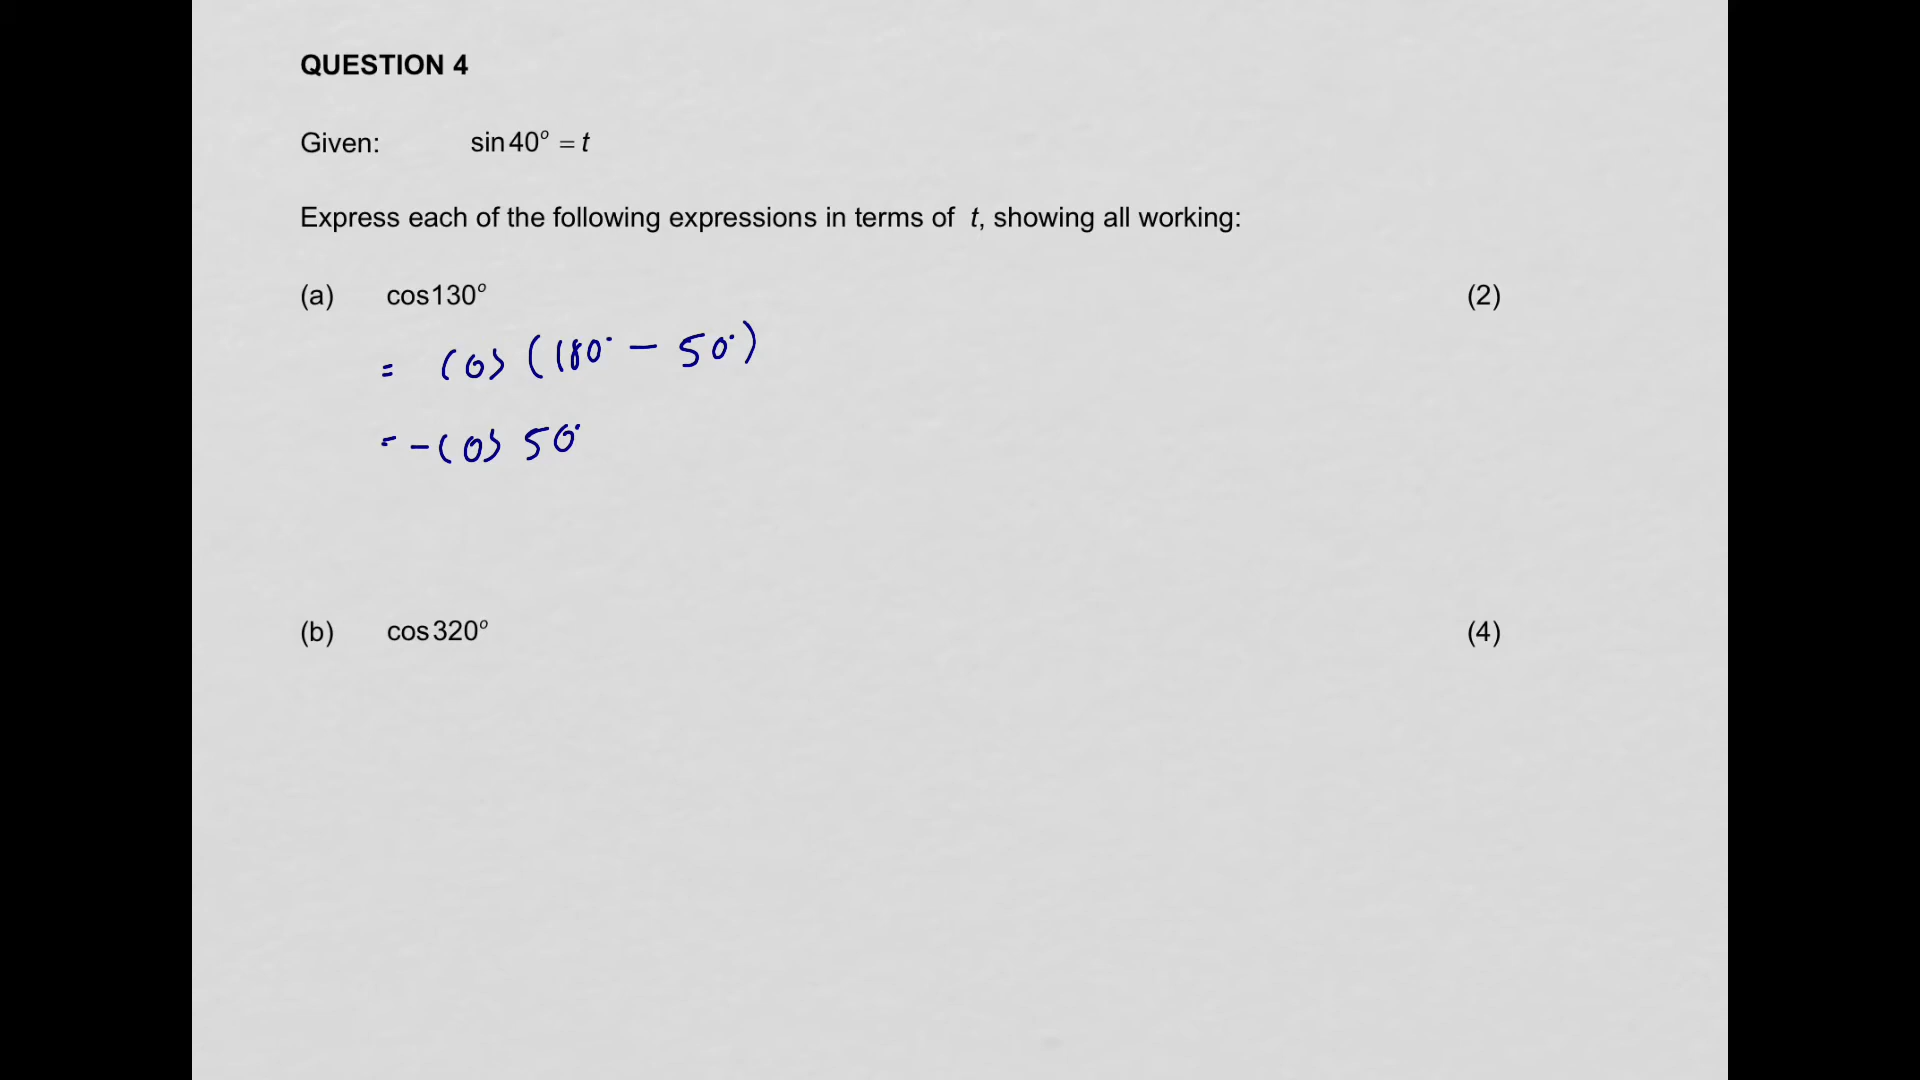 QUESTION 4
Given: sin 40° = t
Express each of the following expressions in terms of t, showing all working:
(a) cos 130° (2)
= cos (180° - 50°)
= - cos 50°
(b) cos 320° (4)